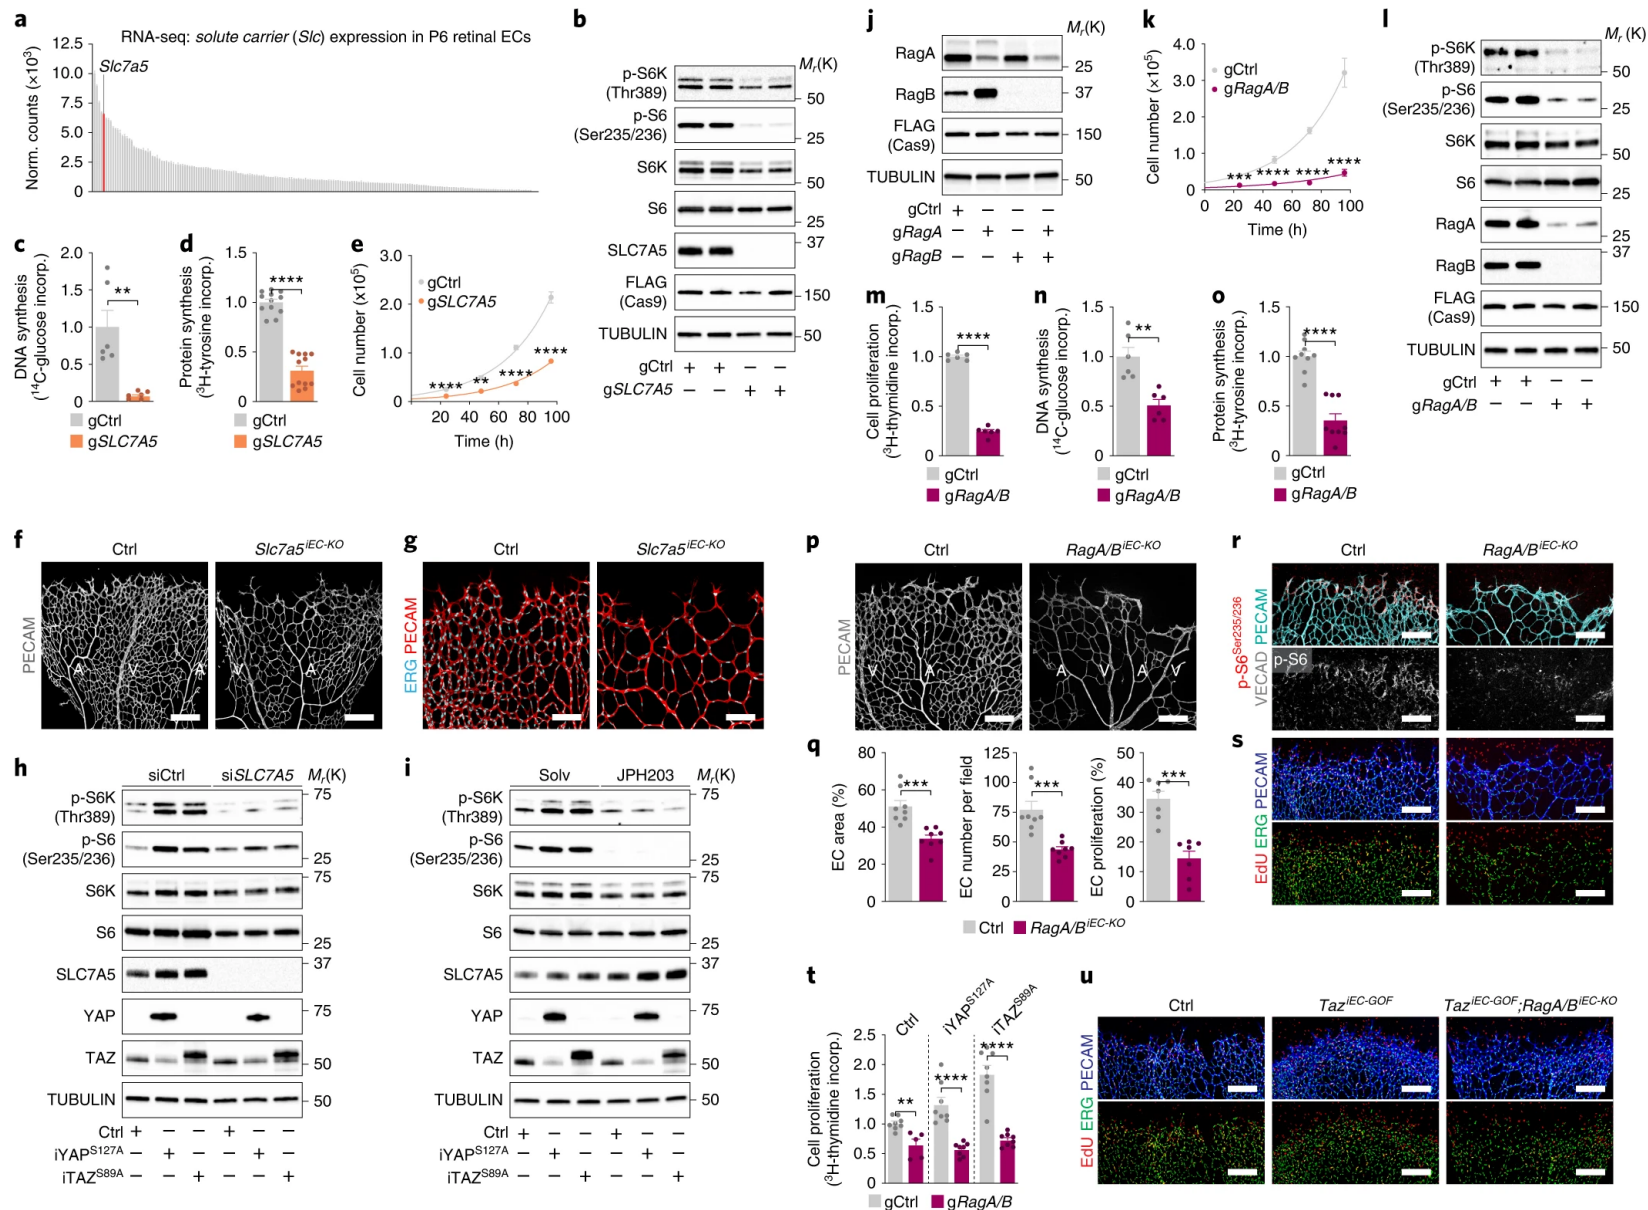 a
RNA-seq: solute carrier (Slc) expression in P6 retinal ECs
Norm. counts (×10³)
12.5
10.0
7.5
5.0
2.5
0
Slc7a5
b
Mr(K)
p-S6K
(Thr389)
50
p-S6
(Ser235/236)
25
S6K
50
S6
25
SLC7A5
37
FLAG
(Cas9)
150
TUBULIN
50
gCtrl + + − −
gSLC7A5 − − + +
c
DNA synthesis
(¹⁴C-glucose incorp.)
2.0
1.5
1.0
0.5
0
**
gCtrl
gSLC7A5
d
Protein synthesis
(³H-tyrosine incorp.)
1.5
1.0
0.5
0
****
gCtrl
gSLC7A5
e
Cell number (×10⁵)
3.0
2.0
1.0
0
gCtrl
gSLC7A5
**** ** **** ****
20 40 60 80 100
Time (h)
f
Ctrl Slc7a5iEC-KO
PECAM
A V A
V A
g
Ctrl Slc7a5iEC-KO
ERG PECAM
h
siCtrl siSLC7A5 Mr(K)
p-S6K
(Thr389)
75
p-S6
(Ser235/236)
25
S6K
75
S6
25
SLC7A5
37
YAP
75
TAZ
50
TUBULIN
50
Ctrl + − − + − −
iYAPS127A − + − − + −
iTAZS89A − − + − − +
i
Solv JPH203 Mr(K)
p-S6K
(Thr389)
75
p-S6
(Ser235/236)
25
S6K
75
S6
25
SLC7A5
37
YAP
75
TAZ
50
TUBULIN
50
Ctrl + − − + − −
iYAPS127A − + − − + −
iTAZS89A − − + − − +
j
Mr(K)
RagA
25
RagB
37
FLAG
(Cas9)
150
TUBULIN
50
gCtrl + − − −
gRagA − + − +
gRagB − − + +
k
Cell number (×10⁵)
4.0
3.0
2.0
1.0
0
gCtrl
gRagA/B
*** **** **** ****
0 20 40 60 80 100
Time (h)
l
Mr (K)
p-S6K
(Thr389)
50
p-S6
(Ser235/236)
25
S6K
50
S6
25
RagA
25
RagB
37
FLAG
(Cas9)
150
TUBULIN
50
gCtrl + + − −
gRagA/B − − + +
m
Cell proliferation
(³H-thymidine incorp.)
1.5
1.0
0.5
0
****
gCtrl
gRagA/B
n
DNA synthesis
(¹⁴C-glucose incorp.)
1.5
1.0
0.5
0
**
gCtrl
gRagA/B
o
Protein synthesis
(³H-tyrosine incorp.)
1.5
1.0
0.5
0
****
gCtrl
gRagA/B
p
Ctrl RagA/BiEC-KO
PECAM
V A V
A V A V
q
EC area (%)
80
60
40
20
0
***
EC number per field
125
100
75
50
25
0
***
EC proliferation (%)
50
40
30
20
10
0
***
Ctrl RagA/BiEC-KO
r
Ctrl RagA/BiEC-KO
p-S6Ser235/236
VECAD PECAM
p-S6
s
EdU ERG PECAM
t
Ctrl iYAPS127A iTAZS89A
Cell proliferation
(³H-thymidine incorp.)
2.5
2.0
1.5
1.0
0.5
0
** **** ****
gCtrl gRagA/B
u
Ctrl TaziEC-GOF TaziEC-GOF;RagA/BiEC-KO
EdU ERG PECAM